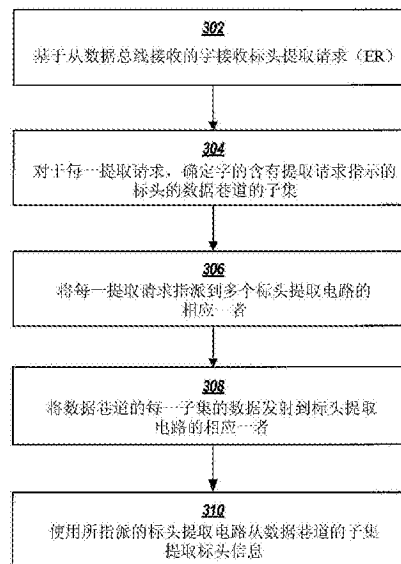 302
基于从数据总线接收的字接收标头提取请求（ER）
304
对于每一提取请求，确定字的含有提取请求指示的
标头的数据巷道的子集
306
将每一提取请求指派到多个标头提取电路的
相应一者
308
将数据巷道的每一子集的数据发射到标头提取
电路的相应一者
310
使用所指派的标头提取电路从数据巷道的子集
提取标头信息